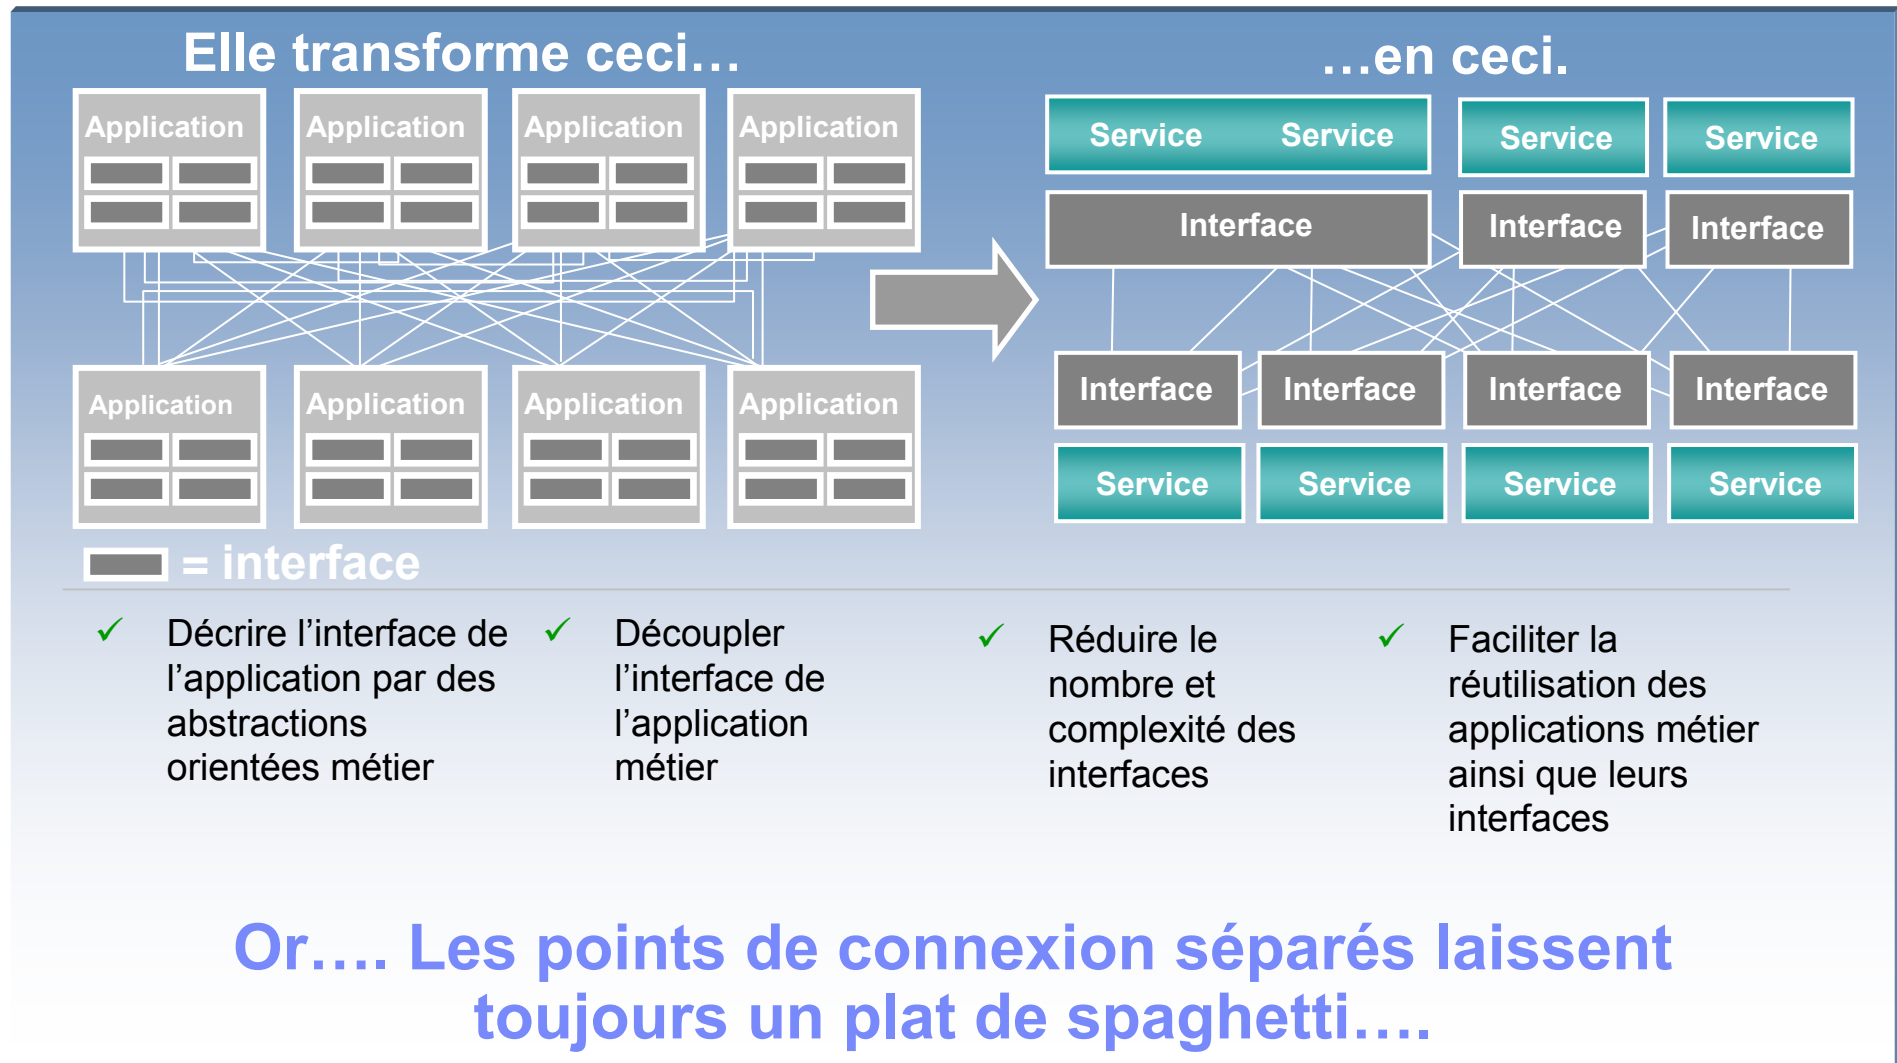 Elle transforme ceci…
…en ceci.
Application Application Application Application
Service Service Service Service
Interface Interface Interface
Application Application Application Application
Interface Interface Interface Interface
Service Service Service Service
= interface
✓ Décrire l’interface de
l’application par des
abstractions
orientées métier
✓ Découpler
l’interface de
l’application
métier
✓ Réduire le
nombre et
complexité des
interfaces
✓ Faciliter la
réutilisation des
applications métier
ainsi que leurs
interfaces
Or…. Les points de connexion séparés laissent
toujours un plat de spaghetti….